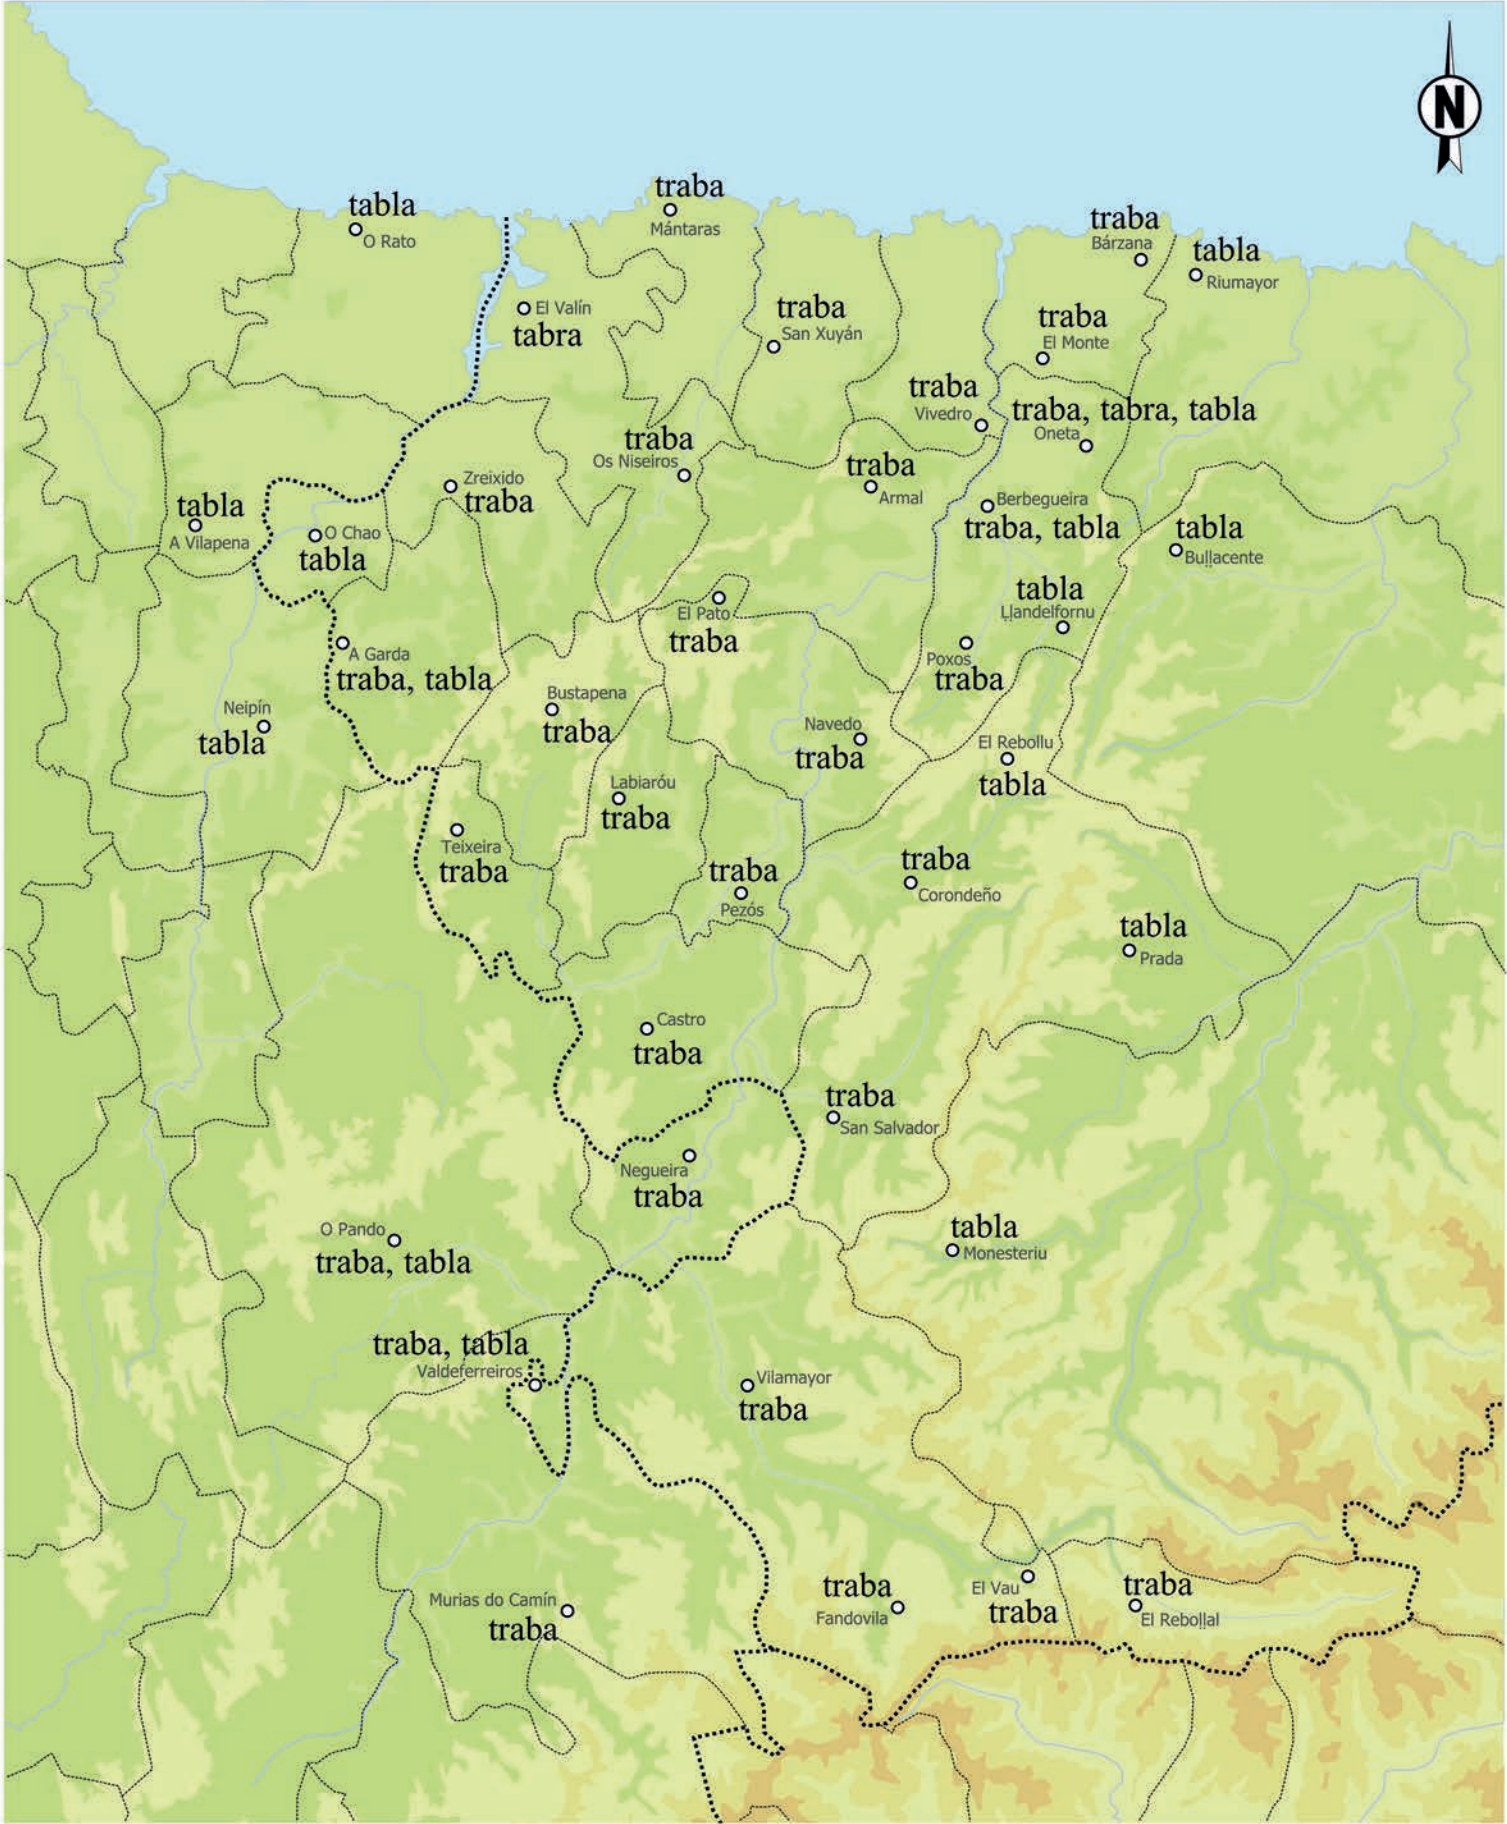 N
traba
Mántaras
tabla
O Rato
traba
Bárzana
tabla
Riumayor
El Valín
tabra
traba
San Xuyán
traba
El Monte
traba
Vivedro
traba, tabra, tabla
Oneta
traba
Os Niseiros
traba
Armal
Zreixido
traba
tabla
A Vilapena
Berbegueira
traba, tabla
O Chao
tabla
tabla
Buḷḷacente
tabla
Ḷḷandelfornu
El Pato
traba
A Garda
traba, tabla
Poxos
traba
Bustapena
traba
Neipín
tabla
Navedo
traba
El Rebollu
tabla
Labiaróu
traba
Teixeira
traba
traba
Pezós
traba
Corondeño
tabla
Prada
Castro
traba
traba
San Salvador
Negueira
traba
O Pando
traba, tabla
tabla
Monesteriu
traba, tabla
Valdeferreiros
Vilamayor
traba
Murias do Camín
traba
traba
Fandovila
El Vau
traba
traba
El Reboḷḷal